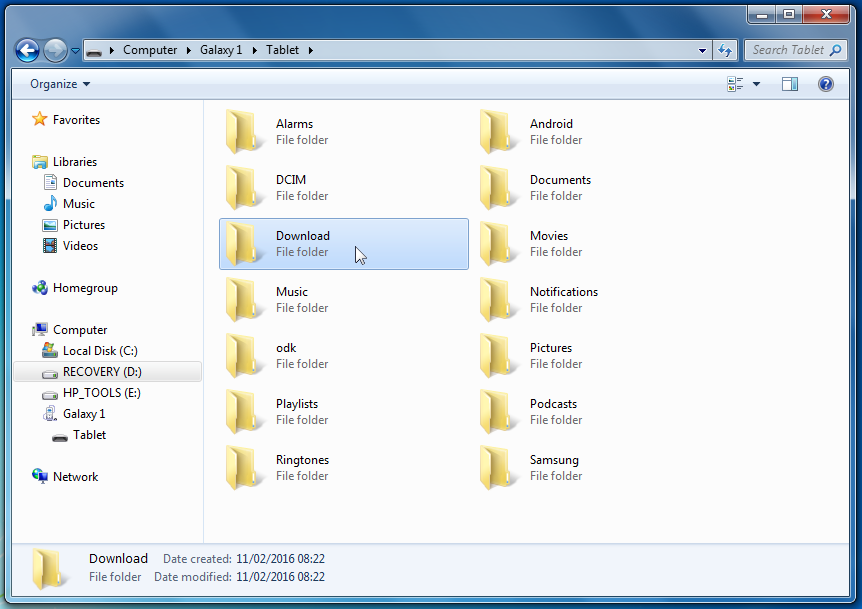 Computer Galaxy 1 Tablet
Search Tablet
Organize
Favorites
Libraries
Documents
Music
Pictures
Videos
Homegroup
Computer
Local Disk (C:)
RECOVERY (D:)
HP_TOOLS (E:)
Galaxy 1
Tablet
Network
Alarms
File folder
Android
File folder
DCIM
File folder
Documents
File folder
Download
File folder
Movies
File folder
Music
File folder
Notifications
File folder
odk
File folder
Pictures
File folder
Playlists
File folder
Podcasts
File folder
Ringtones
File folder
Samsung
File folder
Download Date created: 11/02/2016 08:22
File folder Date modified: 11/02/2016 08:22